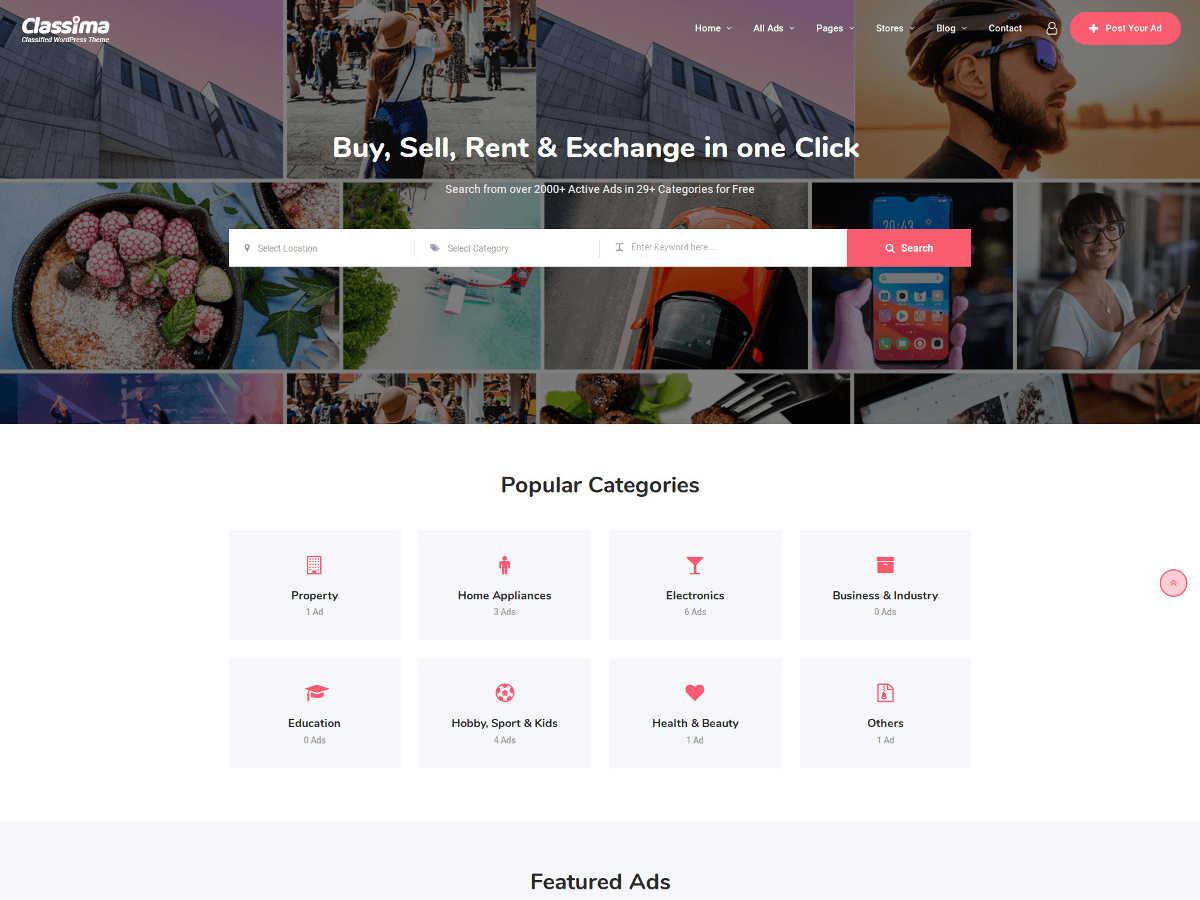 Classima
Classified WordPress Theme
Home
All Ads
Pages
Stores
Blog
Contact
Post Your Ad
Buy, Sell, Rent & Exchange in one Click
Search from over 2000+ Active Ads in 29+ Categories for Free
Select Location
Select Category
Enter Keyword here ...
Search
20:43
Popular Categories
Property
1 Ad
Home Appliances
3 Ads
Electronics
6 Ads
Business & Industry
0 Ads
Education
0 Ads
Hobby, Sport & Kids
4 Ads
Health & Beauty
1 Ad
Others
1 Ad
Featured Ads